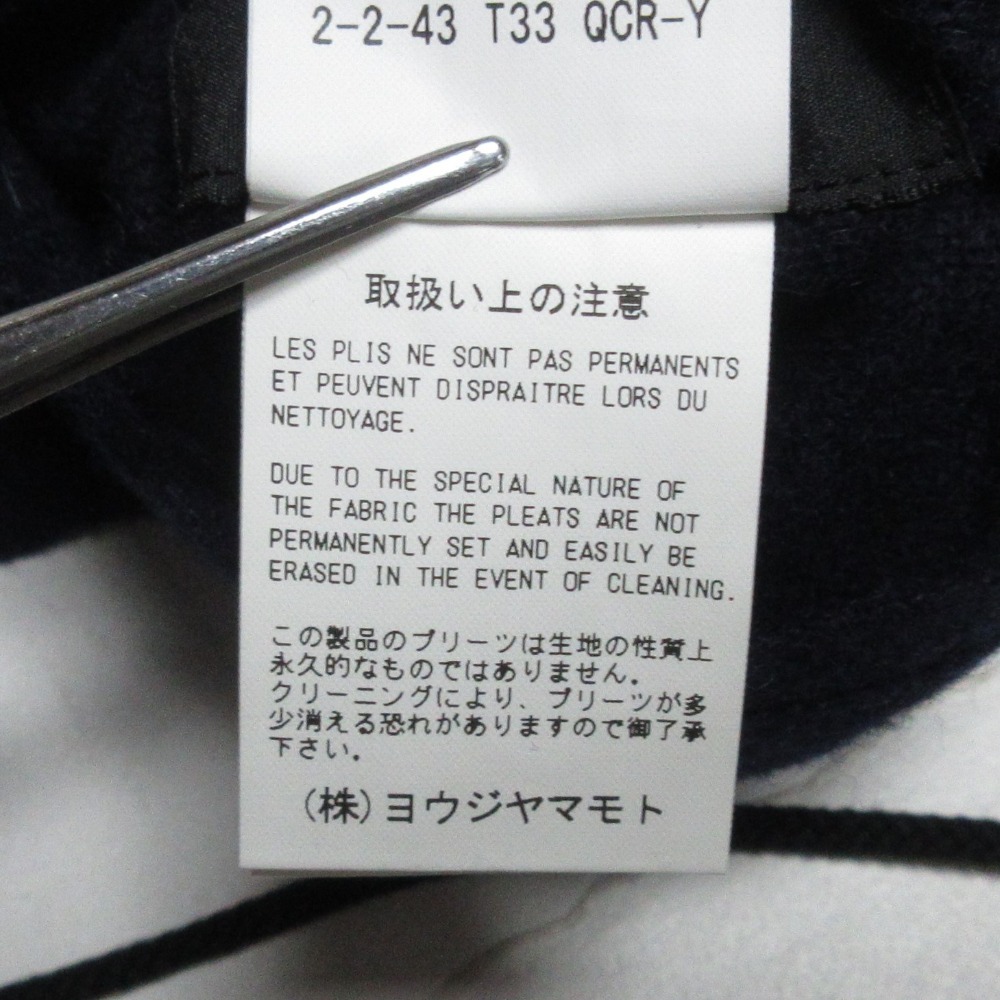 2-2-43 T33 QCR-Y
取扱い上の注意
LES PLIS NE SONT PAS PERMANENTS
ET PEUVENT DISPRAITRE LORS DU
NETTOYAGE.
DUE TO THE SPECIAL NATURE OF
THE FABRIC THE PLEATS ARE NOT
PERMANENTLY SET AND EASILY BE
ERASED IN THE EVENT OF CLEANING.
この製品のプリーツは生地の性質上
永久的なものではありません。
クリーニングにより、プリーツが多
少消える恐れがありますので御了承
下さい。
(株)ヨウジヤマモト